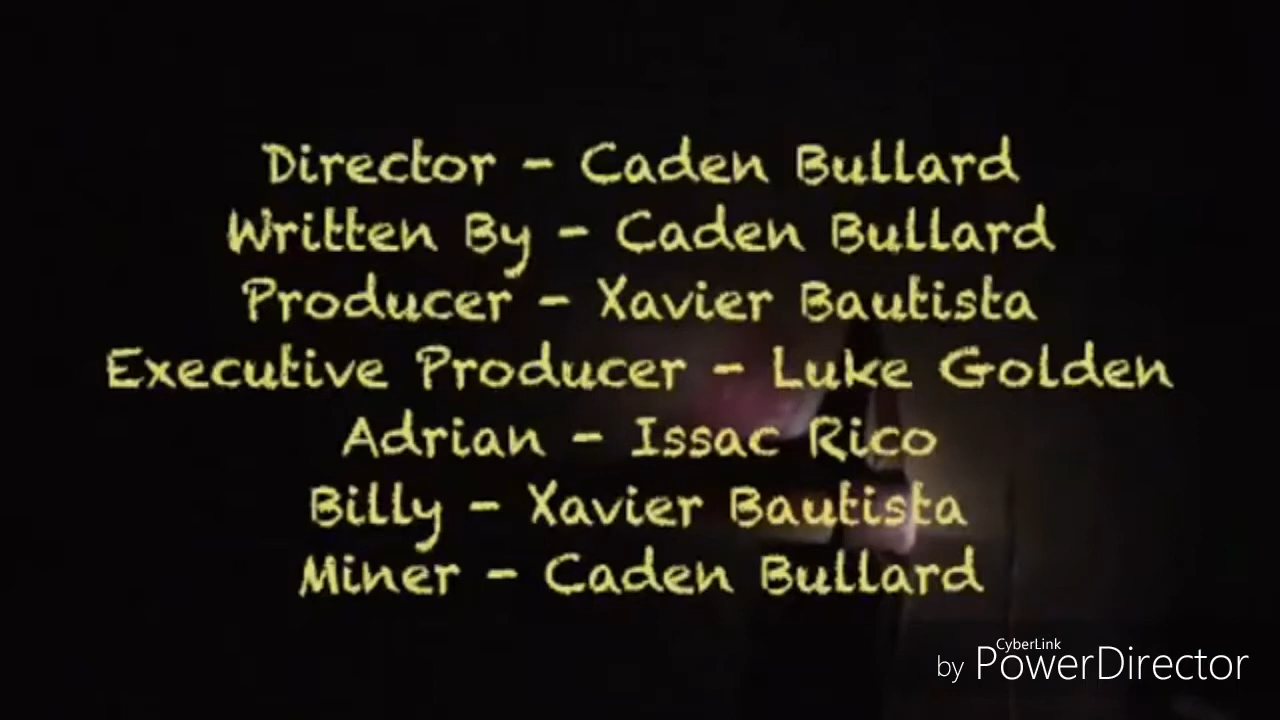 Director - Caden Bullard
Written By - Caden Bullard
Producer - Xavier Bautista
Executive Producer - Luke Golden
Adrian - Issac Rico
Billy - Xavier Bautista
Miner - Caden Bullard
CyberLink
by PowerDirector